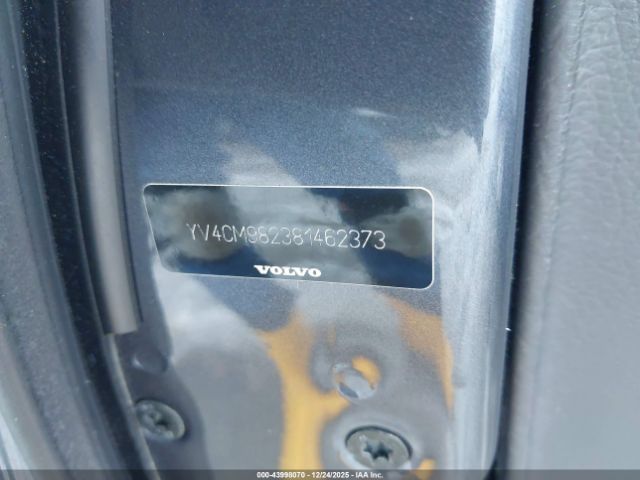 YV4CM982381462373
VOLVO
000-43998070 • 12/24/2025 • IAA Inc.